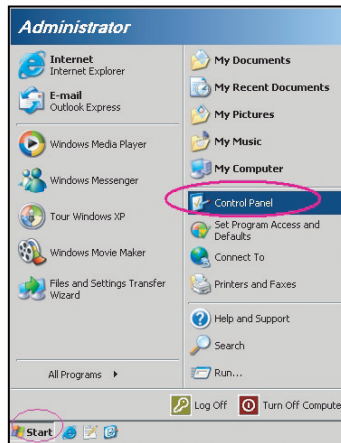 Administrator
Internet
Internet Explorer
E-mail
Outlook Express
Windows Media Player
Windows Messenger
Tour Windows XP
Windows Movie Maker
Files and Settings Transfer
Wizard
All Programs
My Documents
My Recent Documents
My Pictures
My Music
My Computer
Control Panel
Set Program Access and
Defaults
Connect To
Printers and Faxes
Help and Support
Search
Run...
Log Off
Turn Off Compute
Start